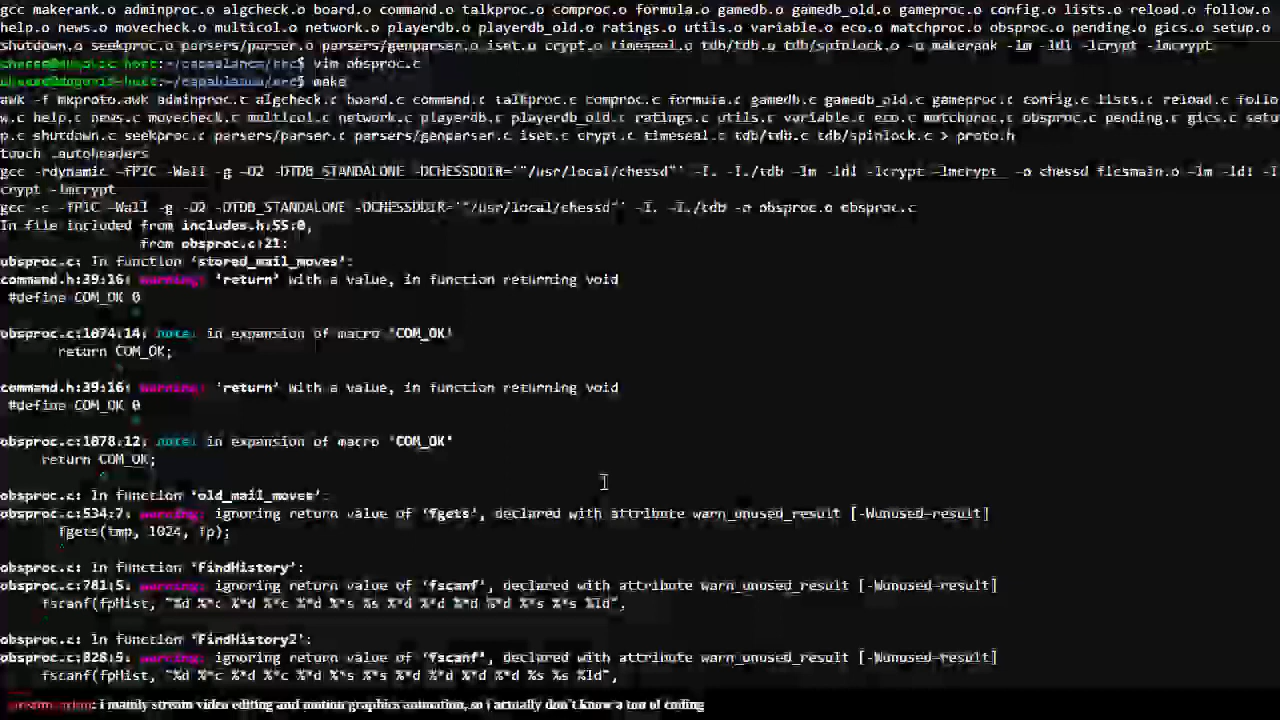 gcc makerank.o adminproc.o algcheck.o board.o command.o talkproc.o comproc.o formula.o gamedb.o gamedb_old.o gameproc.o config.o lists.o reload.o follow.o
help.o news.o movecheck.o multicol.o network.o playerdb.o playerdb_old.o ratings.o utils.o variable.o eco.o matchproc.o obsproc.o pending.o gics.o setup.o
shutdown.o seekproc.o parsers/parser.o parsers/genparser.o iset.o crypt.o timeseal.o tdb/tdb.o tdb/spinlock.o -o makerank -lm -ldl -lcrypt -lmcrypt
$ vim obsproc.c
$ make
awk -f mkproto.awk adminproc.c algcheck.c board.c command.c talkproc.c comproc.c formula.c gamedb.c gamedb_old.c gameproc.c config.c lists.c reload.c follo
w.c help.c news.c movecheck.c multicol.c network.c playerdb.c playerdb_old.c ratings.c utils.c variable.c eco.c matchproc.c obsproc.c pending.c gics.c setu
p.c shutdown.c seekproc.c parsers/parser.c parsers/genparser.c iset.c crypt.c timeseal.c tdb/tdb.c tdb/spinlock.c > proto.h
touch .autoheaders
gcc -rdynamic -fPIC -Wall -g -O2 -DTDB_STANDALONE -DCHESSDIR='"/usr/local/chessd"' -I. -I./tdb -lm -ldl -lcrypt -lmcrypt -o chessd ficsmain.o -lm -ldl -l
crypt -lmcrypt
gcc -c -fPIC -Wall -g -O2 -DTDB_STANDALONE -DCHESSDIR='"/usr/local/chessd"' -I. -I./tdb -o obsproc.o obsproc.c
In file included from includes.h:55:0,
from obsproc.c:21:
obsproc.c: In function 'stored_mail_moves':
command.h:39:16: warning: 'return' with a value, in function returning void
#define COM_OK 0
obsproc.c:1074:14: note: in expansion of macro 'COM_OK'
return COM_OK;
command.h:39:16: warning: 'return' with a value, in function returning void
#define COM_OK 0
obsproc.c:1078:12: note: in expansion of macro 'COM_OK'
return COM_OK;
obsproc.c: In function 'old_mail_moves':
obsproc.c:534:7: warning: ignoring return value of 'fgets', declared with attribute warn_unused_result [-Wunused-result]
fgets(tmp, 1024, fp);
obsproc.c: In function 'FindHistory':
obsproc.c:781:5: warning: ignoring return value of 'fscanf', declared with attribute warn_unused_result [-Wunused-result]
fscanf(fpHist, "%d %*c %*d %*c %*d %*s %s %*d %*d %*d %*d %*s %*s %ld",
obsproc.c: In function 'FindHistory2':
obsproc.c:828:5: warning: ignoring return value of 'fscanf', declared with attribute warn_unused_result [-Wunused-result]
fscanf(fpHist, "%d %*c %*d %*c %*d %*s %*s %*d %*d %*d %*d %s %s %ld",
: i mainly stream video editing and motion graphics animation, so i actually don't know a ton of coding